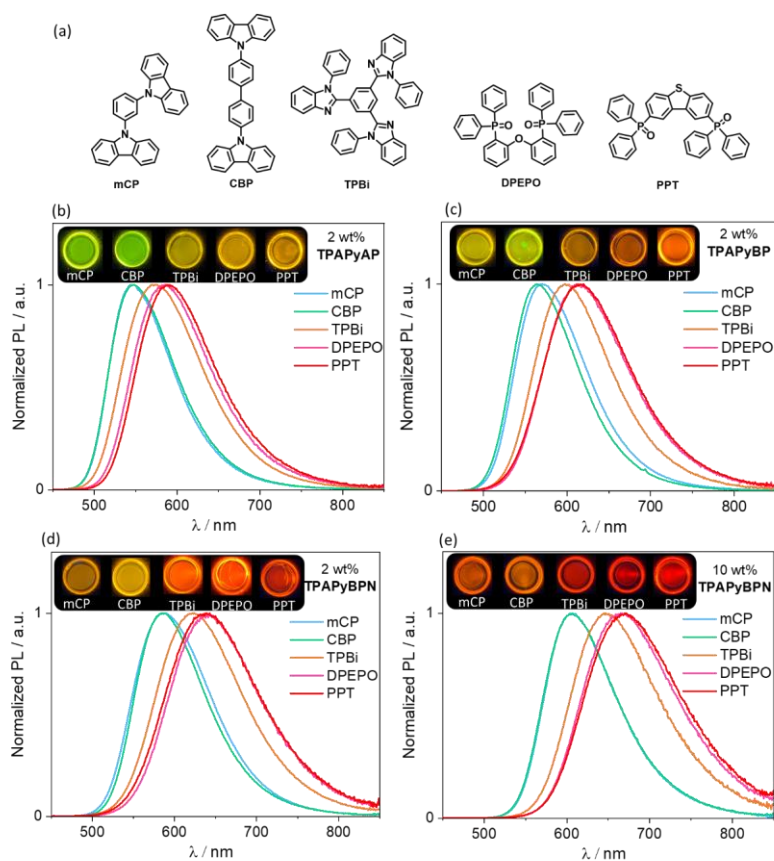 (a)
N
N
mCP
N
N
CBP
N
N
N
N
N
N
TPBi
P=O
O=P
O
DPEPO
S
P
O
P
O
PPT
(b)
mCP CBP TPBi DPEPO PPT
2 wt%
TPAPyAP
mCP
CBP
TPBi
DPEPO
PPT
Normalized PL / a.u.
1
0
500 600 700 800
λ / nm
(c)
mCP CBP TPBi DPEPO PPT
2 wt%
TPAPyBP
mCP
CBP
TPBi
DPEPO
PPT
Normalized PL / a.u.
1
0
500 600 700 800
λ / nm
(d)
mCP CBP TPBi DPEPO PPT
2 wt%
TPAPyBPN
mCP
CBP
TPBi
DPEPO
PPT
Normalized PL / a.u.
1
0
500 600 700 800
λ / nm
(e)
mCP CBP TPBi DPEPO PPT
10 wt%
TPAPyBPN
mCP
CBP
TPBi
DPEPO
PPT
Normalized PL / a.u.
1
0
500 600 700 800
λ / nm